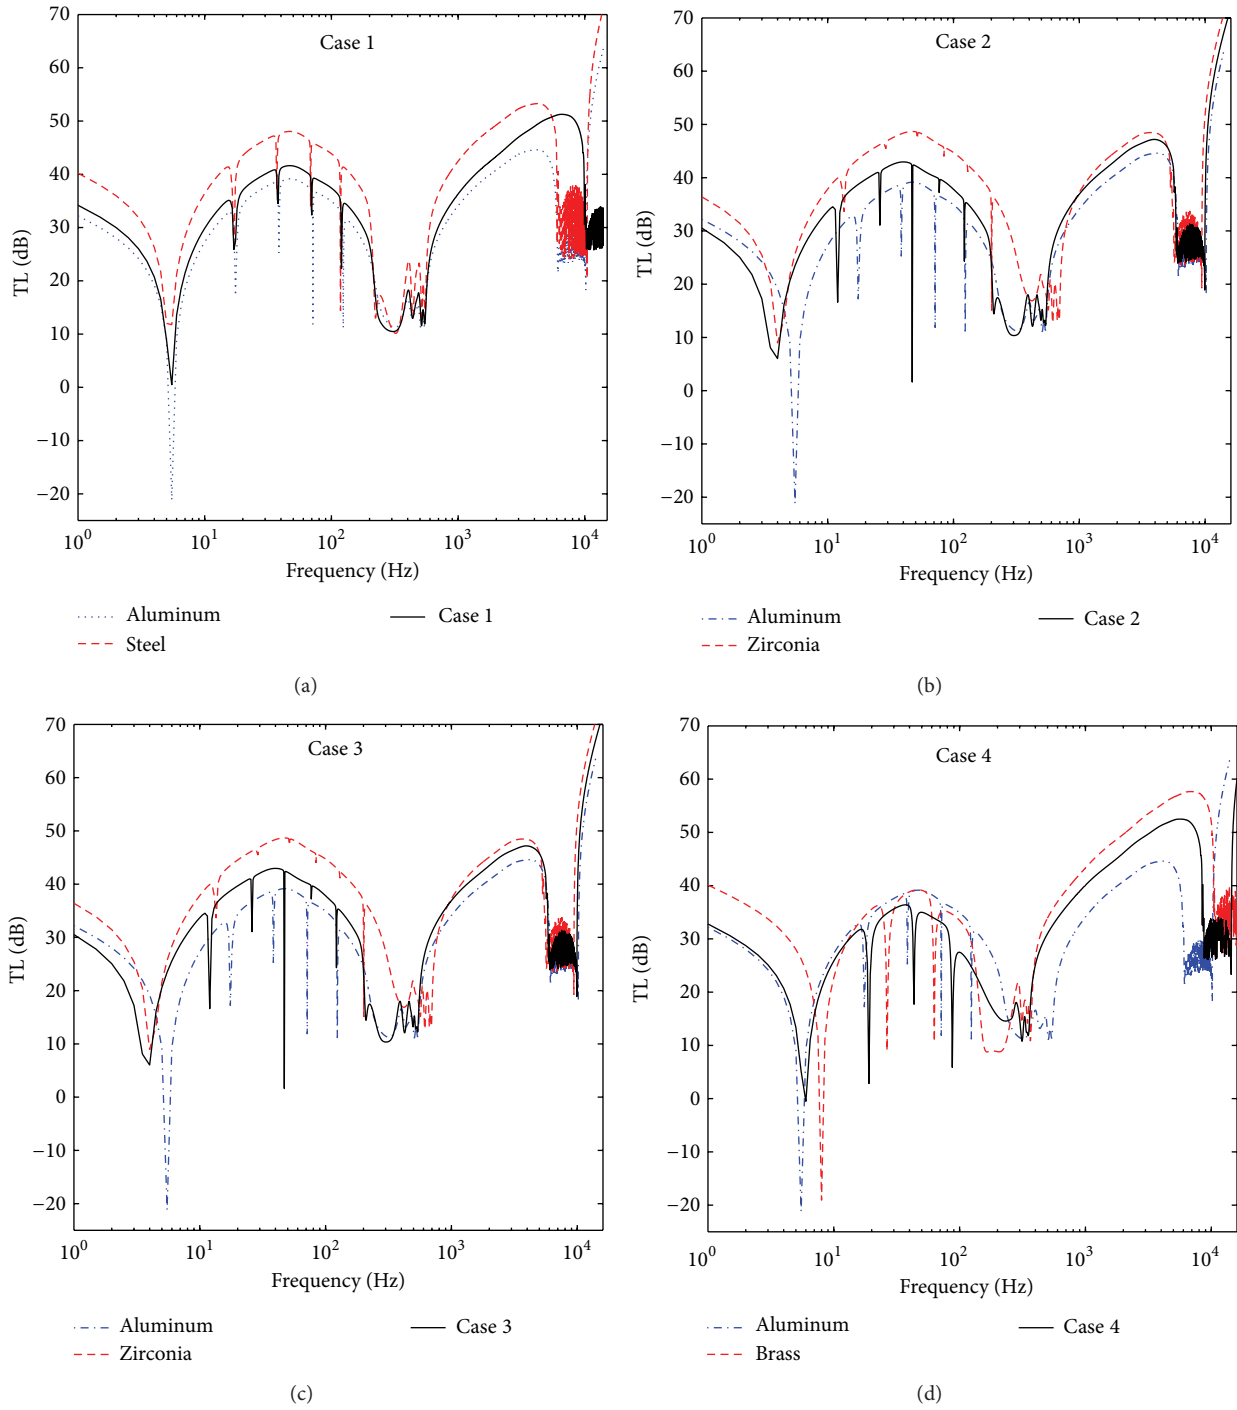 70
60
50
40
30
20
10
0
−10
−20
TL (dB)
Case 1
10^0 10^1 10^2 10^3 10^4
Frequency (Hz)
Aluminum
Steel
Case 1
(a)
70
60
50
40
30
20
10
0
−10
−20
TL (dB)
Case 2
10^0 10^1 10^2 10^3 10^4
Frequency (Hz)
Aluminum
Zirconia
Case 2
(b)
70
60
50
40
30
20
10
0
−10
−20
TL (dB)
Case 3
10^0 10^1 10^2 10^3 10^4
Frequency (Hz)
Aluminum
Zirconia
Case 3
(c)
70
60
50
40
30
20
10
0
−10
−20
TL (dB)
Case 4
10^0 10^1 10^2 10^3 10^4
Frequency (Hz)
Aluminum
Brass
Case 4
(d)